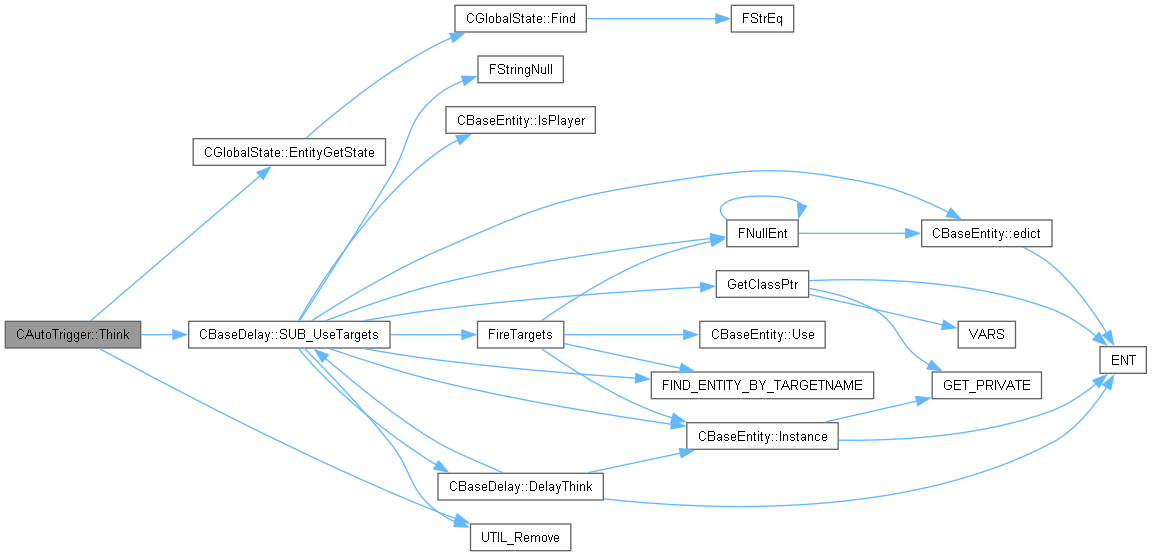 CGlobalState::Find
FStrEq
FStringNull
CBaseEntity::IsPlayer
CGlobalState::EntityGetState
FNullEnt
CBaseEntity::edict
GetClassPtr
CAutoTrigger::Think
CBaseDelay::SUB_UseTargets
FireTargets
CBaseEntity::Use
VARS
ENT
FIND_ENTITY_BY_TARGETNAME
GET_PRIVATE
CBaseEntity::Instance
CBaseDelay::DelayThink
UTIL_Remove